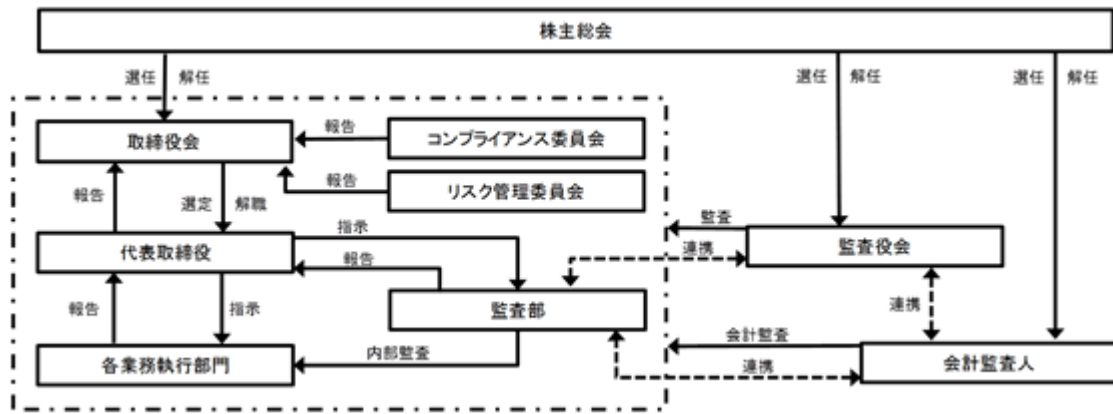 株主総会
選任
解任
選任
解任
選任
解任
取締役会
報告
コンプライアンス委員会
報告
リスク管理委員会
報告
選定
解職
指示
監査
代表取締役
報告
連携
監査役会
報告
指示
監査部
連携
会計監査
各業務執行部門
内部監査
連携
会計監査人